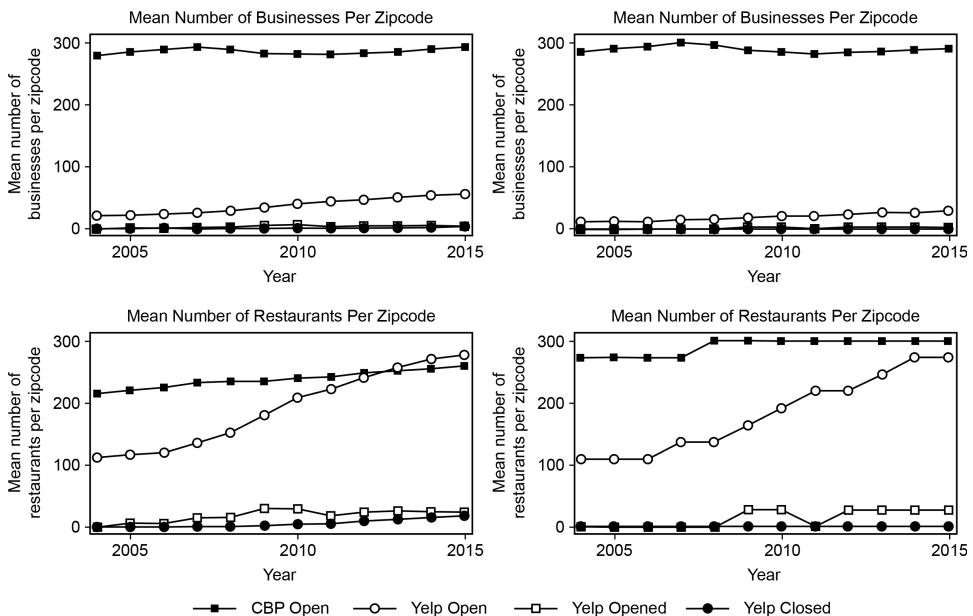 Mean Number of Businesses Per Zipcode
Mean number of
businesses per zipcode
300
200
100
0
2005
2010
2015
Year
Mean Number of Businesses Per Zipcode
Mean number of
businesses per zipcode
300
200
100
0
2005
2010
2015
Year
Mean Number of Restaurants Per Zipcode
Mean number of
restaurants per zipcode
300
200
100
0
2005
2010
2015
Year
Mean Number of Restaurants Per Zipcode
Mean number of
restaurants per zipcode
300
200
100
0
2005
2010
2015
Year
CBP Open
Yelp Open
Yelp Opened
Yelp Closed